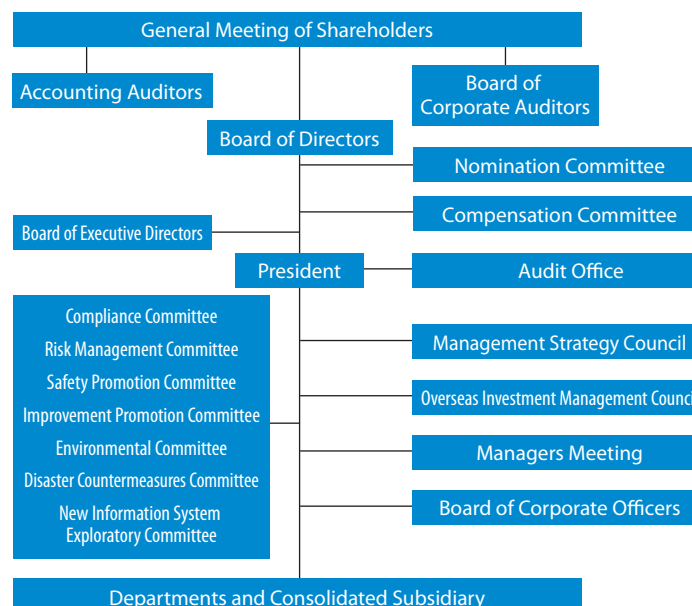 General Meeting of Shareholders
Accounting Auditors
Board of
Corporate Auditors
Board of Directors
Nomination Committee
Compensation Committee
Board of Executive Directors
President
Audit Office
Compliance Committee
Risk Management Committee
Safety Promotion Committee
Improvement Promotion Committee
Environmental Committee
Disaster Countermeasures Committee
New Information System
Exploratory Committee
Management Strategy Council
Overseas Investment Management Counci
Managers Meeting
Board of Corporate Officers
Departments and Consolidated Subsidiary